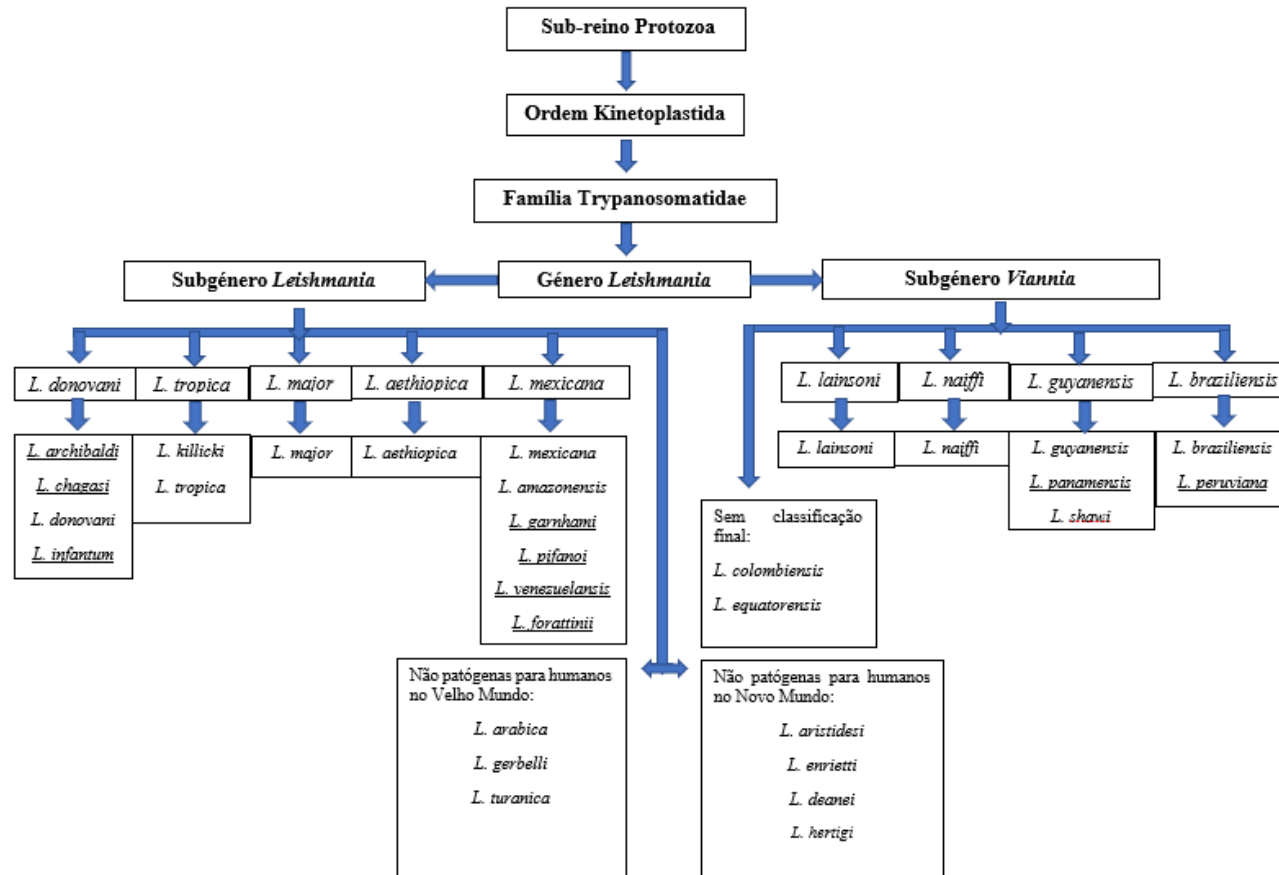 Sub-reino Protozoa
Ordem Kinetoplastida
Família Trypanosomatidae
Subgénero Leishmania
Género Leishmania
Subgénero Viannia
L. donovani
L. tropica
L. major
L. aethiopica
L. mexicana
L. lainsoni
L. naiffi
L. guyanensis
L. braziliensis
L. archibaldi
L. chagasi
L. donovani
L. infantum
L. killicki
L. tropica
L. major
L. aethiopica
L. mexicana
L. amazonensis
L. garnhami
L. pifanoi
L. venezuelansis
L. forattinii
L. lainsoni
L. naiffi
L. guyanensis
L. panamensis
L. shawi
L. braziliensis
L. peruviana
Sem classificação
final:
L. colombiensis
L. equatorensis
Não patógenas para humanos
no Velho Mundo:
L. arabica
L. gerbelli
L. turanica
Não patógenas para humanos
no Novo Mundo:
L. aristidesi
L. enrietti
L. deanei
L. hertigi